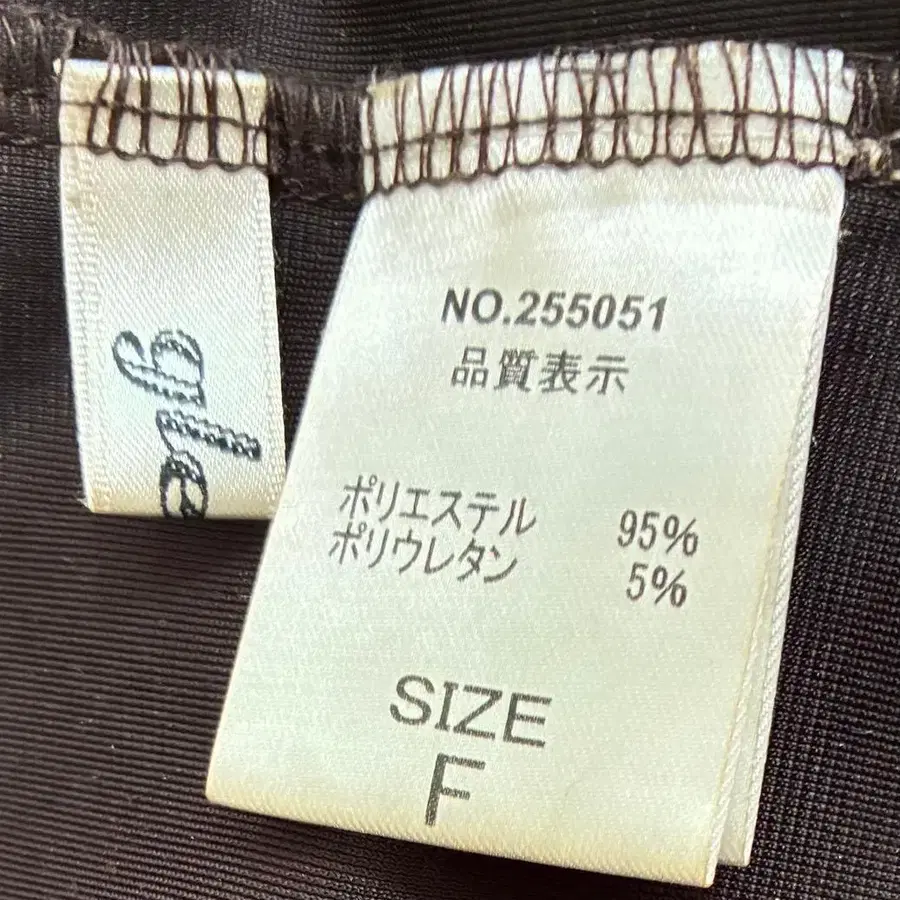 NO.255051
品質表示
ポリエステル 95%
ポリウレタン 5%
SIZE
F